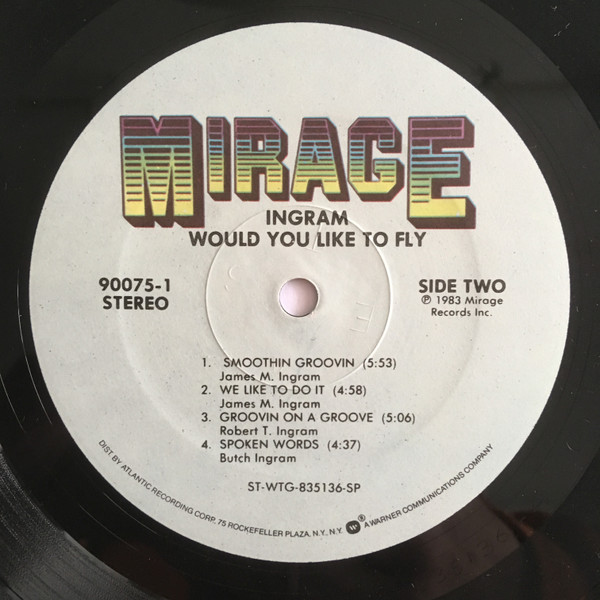 MIRAGE
INGRAM
WOULD YOU LIKE TO FLY
90075-1
STEREO
SIDE TWO
℗ 1983 Mirage
Records Inc.
1. SMOOTHIN GROOVIN (5:53)
James M. Ingram
2. WE LIKE TO DO IT (4:58)
James M. Ingram
3. GROOVIN ON A GROOVE (5:06)
Robert T. Ingram
4. SPOKEN WORDS (4:37)
Butch Ingram
ST-WTG-835136-SP
DIST BY ATLANTIC RECORDING CORP. 75 ROCKEFELLER PLAZA, N.Y., N.Y. ® A WARNER COMMUNICATIONS COMPANY